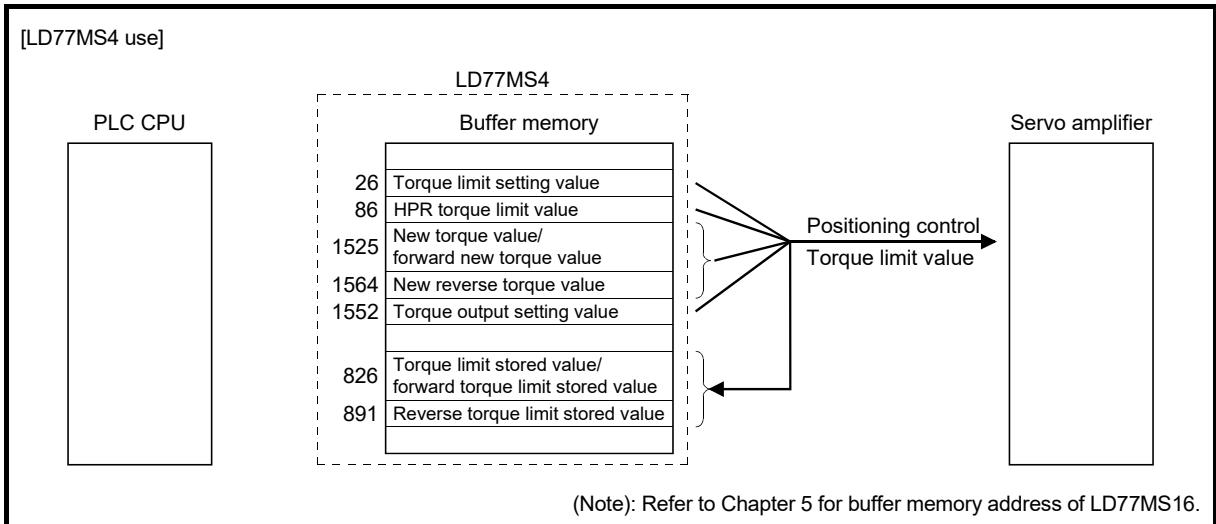 [LD77MS4 use]
LD77MS4
PLC CPU
Buffer memory
Servo amplifier
26 Torque limit setting value
86 HPR torque limit value
1525 New torque value/
forward new torque value
1564 New reverse torque value
1552 Torque output setting value
826 Torque limit stored value/
forward torque limit stored value
891 Reverse torque limit stored value
Positioning control
Torque limit value
(Note): Refer to Chapter 5 for buffer memory address of LD77MS16.